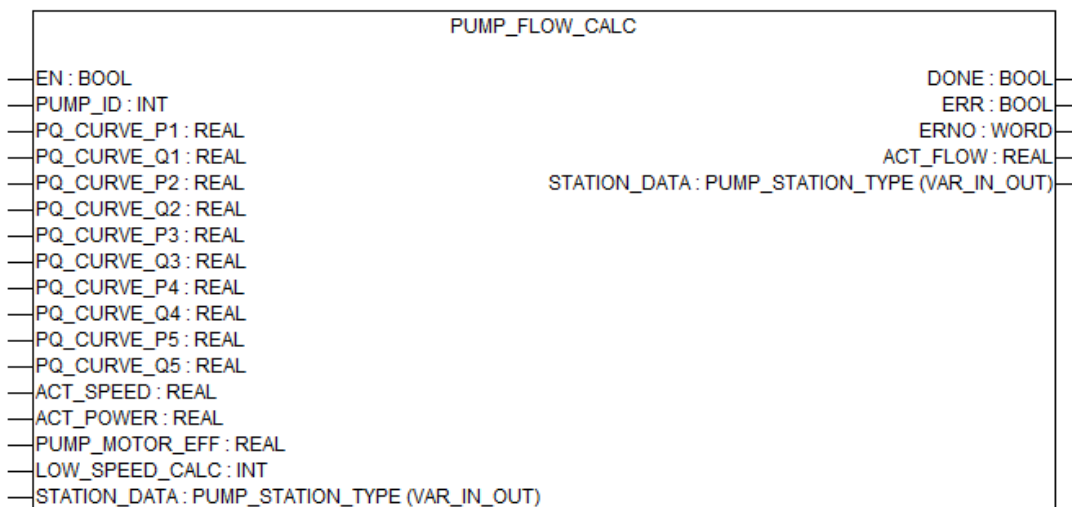 PUMP_FLOW_CALC
EN : BOOL
DONE : BOOL
PUMP_ID : INT
ERR : BOOL
PQ_CURVE_P1 : REAL
ERNO : WORD
PQ_CURVE_Q1 : REAL
ACT_FLOW : REAL
PQ_CURVE_P2 : REAL
STATION_DATA : PUMP_STATION_TYPE (VAR_IN_OUT)
PQ_CURVE_Q2 : REAL
PQ_CURVE_P3 : REAL
PQ_CURVE_Q3 : REAL
PQ_CURVE_P4 : REAL
PQ_CURVE_Q4 : REAL
PQ_CURVE_P5 : REAL
PQ_CURVE_Q5 : REAL
ACT_SPEED : REAL
ACT_POWER : REAL
PUMP_MOTOR_EFF : REAL
LOW_SPEED_CALC : INT
STATION_DATA : PUMP_STATION_TYPE (VAR_IN_OUT)